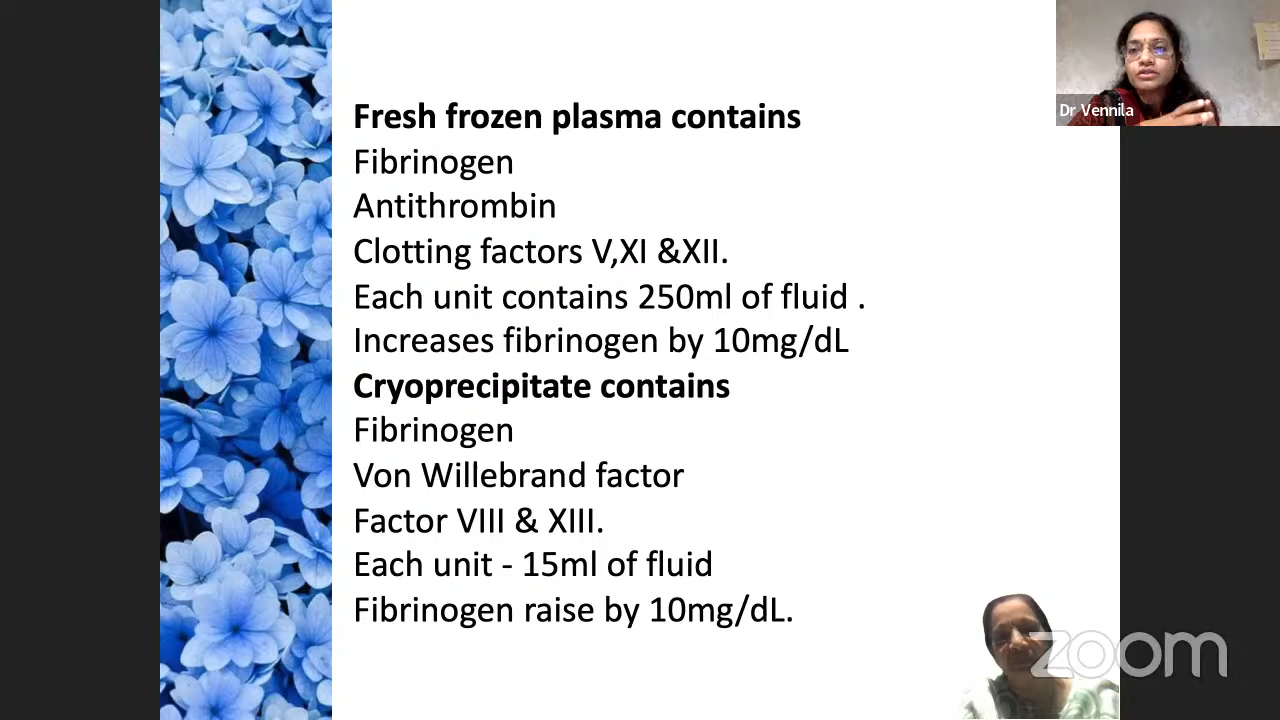 Dr Vennila
Fresh frozen plasma contains
Fibrinogen
Antithrombin
Clotting factors V,XI &XII.
Each unit contains 250ml of fluid .
Increases fibrinogen by 10mg/dL
Cryoprecipitate contains
Fibrinogen
Von Willebrand factor
Factor VIII & XIII.
Each unit - 15ml of fluid
Fibrinogen raise by 10mg/dL.
zoom